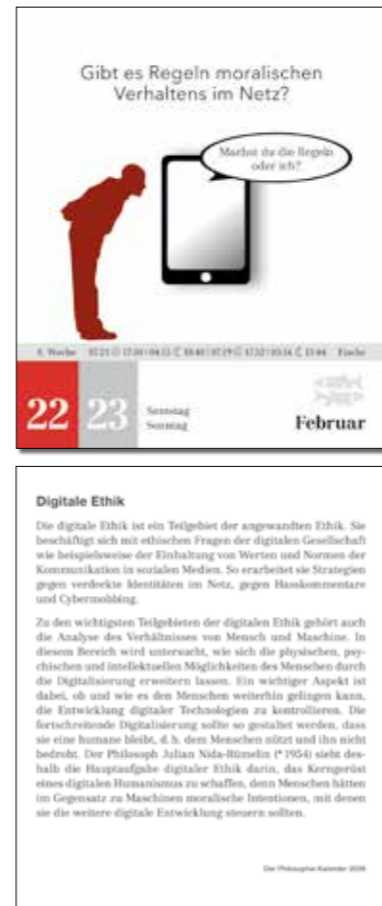 Gibt es Regeln moralischen
Verhaltens im Netz?
Machst du die Regeln
oder ich?
Woche
Fische
22 23
Samstag
Sonntag
Februar
Digitale Ethik
Die digitale Ethik ist ein Teilgebiet der angewandten Ethik. Sie
beschäftigt sich mit ethischen Fragen der digitalen Gesellschaft
wie beispielsweise der Einhaltung von Werten und Normen der
Kommunikation in sozialen Medien. So erarbeitet sie Strategien
gegen verdeckte Identitäten im Netz, gegen Hasskommentare
und Cybermobbing.
Zu den wichtigsten Teilgebieten der digitalen Ethik gehört auch
die Analyse des Verhältnisses von Mensch und Maschine. In
diesem Bereich wird untersucht, wie sich die physischen, psy-
chischen und intellektuellen Möglichkeiten des Menschen durch
die Digitalisierung erweitern lassen. Ein wichtiger Aspekt ist
dabei, ob und wie es den Menschen weiterhin gelingen kann,
die Entwicklung digitaler Technologien zu kontrollieren. Die
fortschreitende Digitalisierung sollte so gestaltet werden, dass
sie eine humane bleibt, d. h. dem Menschen nützt und ihn nicht
bedroht. Der Philosoph Julian Nida-Rümelin (* 1954) sieht des-
halb die Hauptaufgabe digitaler Ethik darin, das Kerngerüst
eines digitalen Humanismus zu schaffen, denn Menschen hätten
im Gegensatz zu Maschinen moralische Intentionen, mit denen
sie die weitere digitale Entwicklung steuern sollten.
Der Philosophie-Kalender